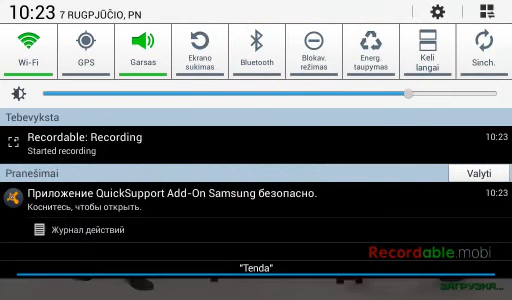 10:23 7 RUGPJŪČIO, PN
Wi-Fi
GPS
Garsas
Ekrano sukimas
Bluetooth
Blokav. režimas
Energ. taupymas
Keli langai
Sinch.
Tebevyksta
Recordable: Recording 10:23
Started recording
Pranešimai Valyti
Приложение QuickSupport Add-On Samsung безопасно. 10:23
Коснитесь, чтобы открыть.
Журнал действий
Recordable.mobi
"Tenda"
ЗАГРУЗКА...